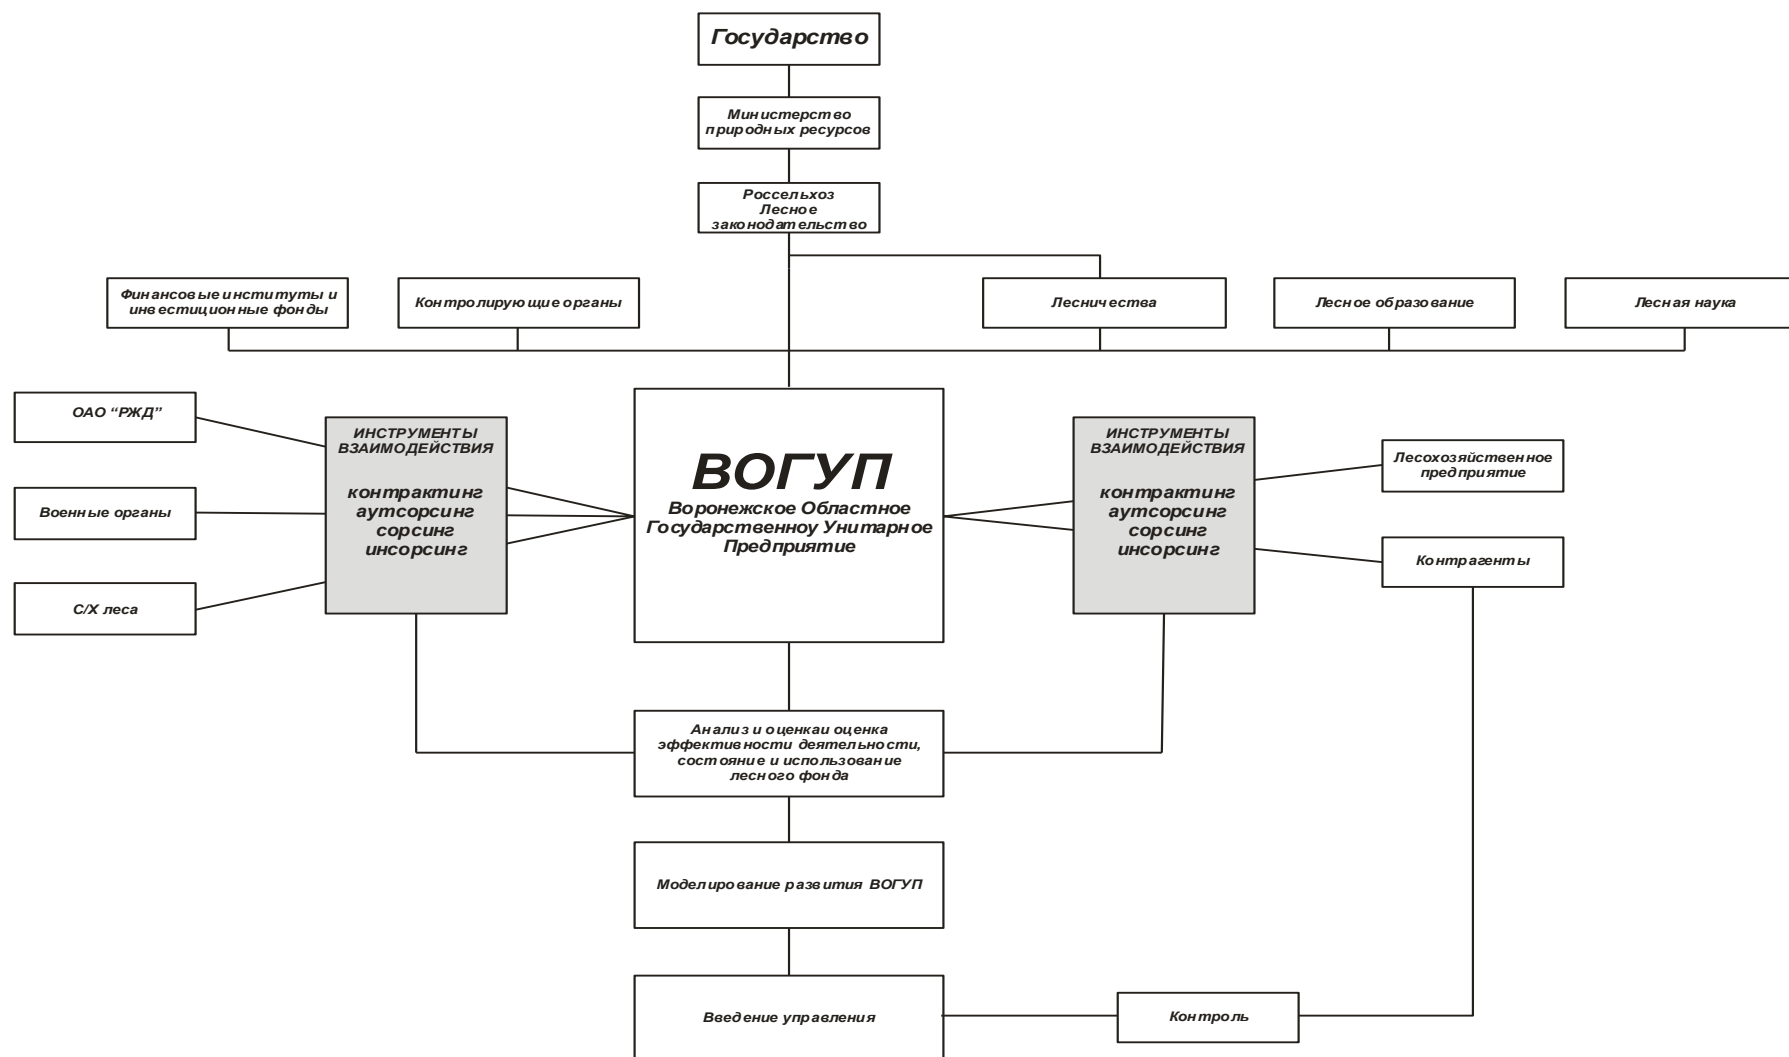 Государство
Министерство
природных ресурсов
Россельхоз
Лесное
законодательство
Финансовые институты и
инвестиционные фонды
Контролирующие органы
Лесничества
Лесное образование
Лесная наука
ОАО “РЖД”
Военные органы
С/Х леса
ИНСТРУМЕНТЫ
ВЗАИМОДЕЙСТВИЯ
контрактинг
аутсорсинг
сорсинг
инсорсинг
ВОГУП
Воронежское Областное
Государственноу Унитарное
Предприятие
ИНСТРУМЕНТЫ
ВЗАИМОДЕЙСТВИЯ
контрактинг
аутсорсинг
сорсинг
инсорсинг
Лесохозяйственное
предприятие
Контрагенты
Анализ и оценкаи оценка
эффективности деятельности,
состояние и использование
лесного фонда
Моделирование развития ВОГУП
Введение управления
Контроль